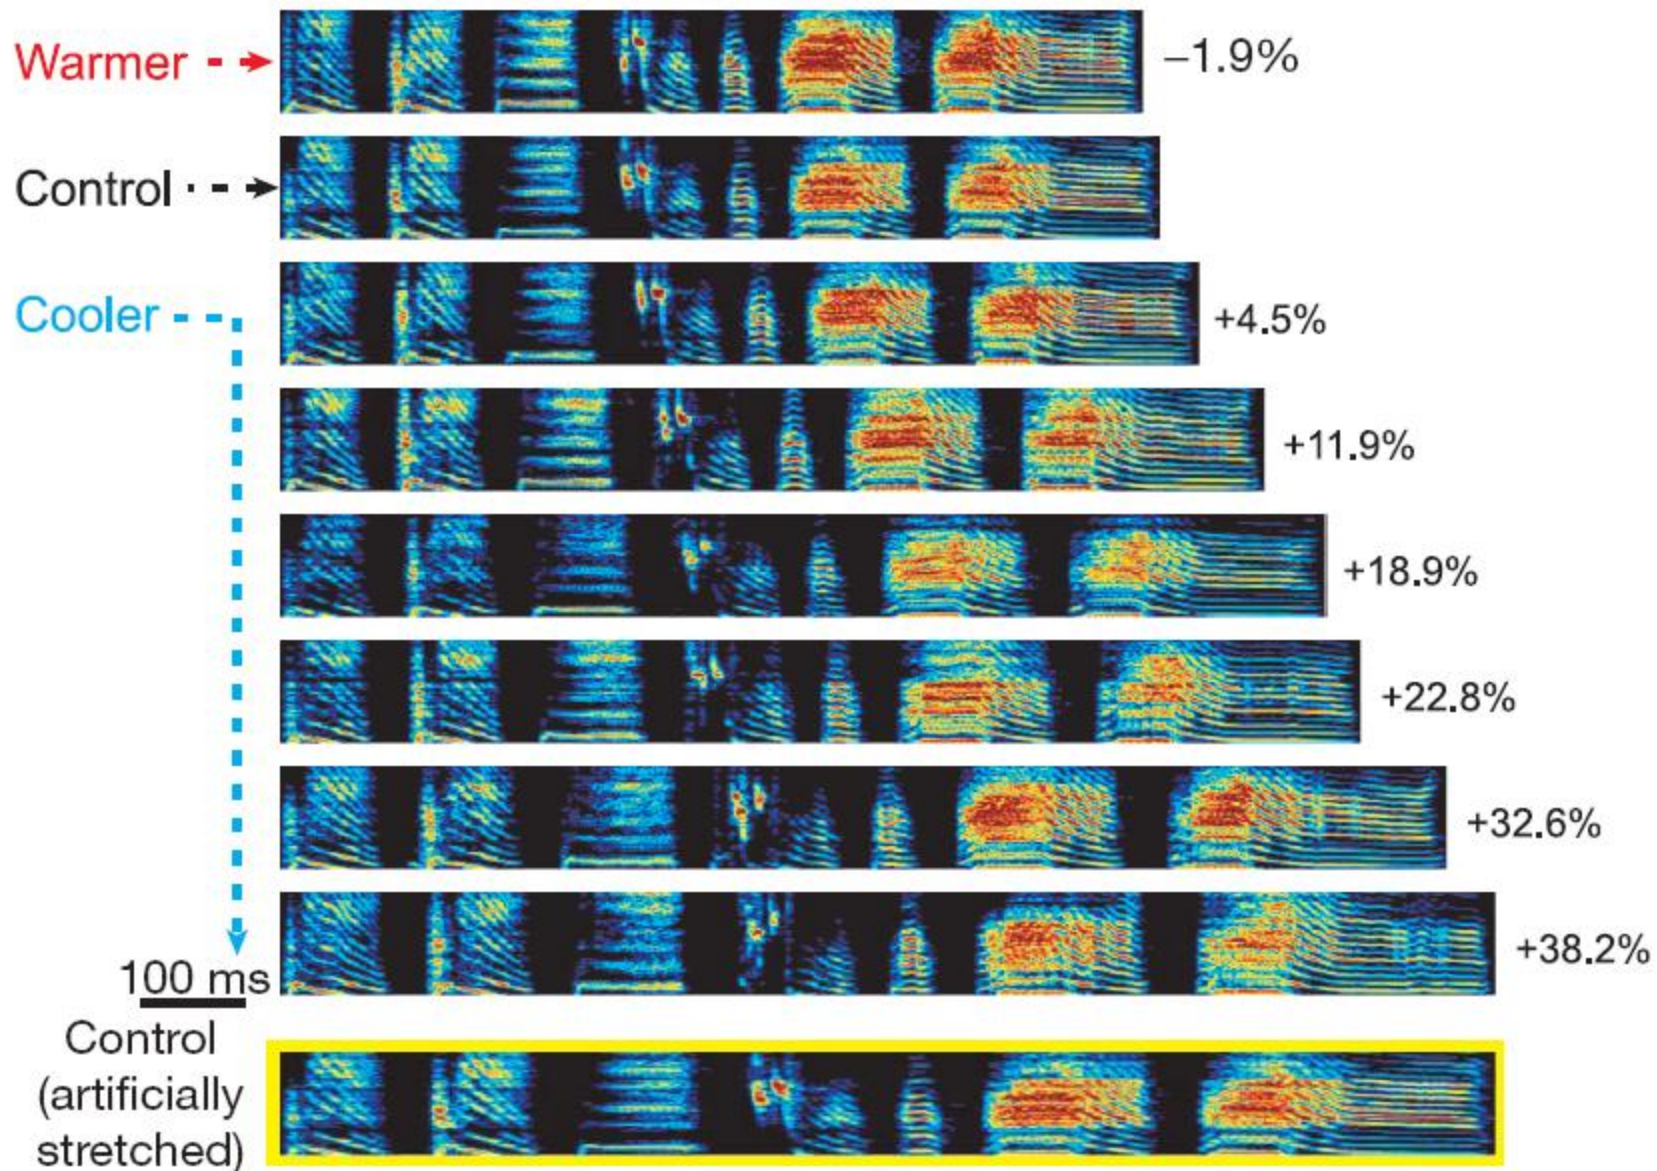 Warmer
–1.9%
Control
Cooler
+4.5%
+11.9%
+18.9%
+22.8%
+32.6%
+38.2%
100 ms
Control
(artificially
stretched)